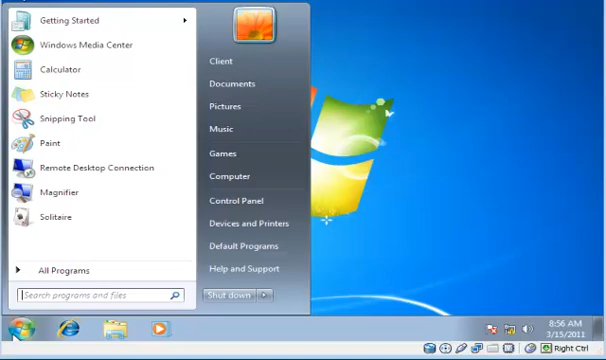 Getting Started
Windows Media Center
Calculator
Sticky Notes
Snipping Tool
Paint
Remote Desktop Connection
Magnifier
Solitaire
All Programs
Search programs and files
Client
Documents
Pictures
Music
Games
Computer
Control Panel
Devices and Printers
Default Programs
Help and Support
Shut down
8:56 AM
3/15/2011
Right Ctrl